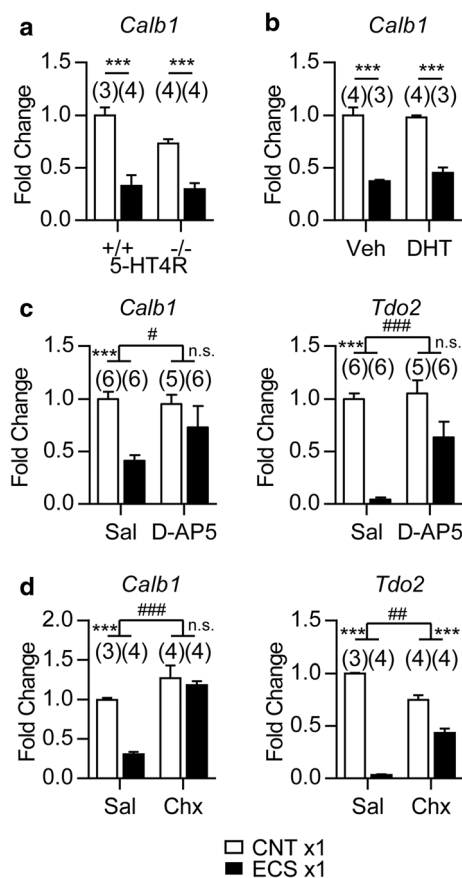 a
Calb1
*** ***
(3)(4) (4)(4)
1.5
1.0
0.5
0.0
Fold Change
+/+ -/-
5-HT4R
b
Calb1
*** ***
(4)(3) (4)(3)
1.5
1.0
0.5
0.0
Fold Change
Veh DHT
c
Calb1
#
*** n.s.
(6)(6) (5)(6)
1.5
1.0
0.5
0.0
Fold Change
Sal D-AP5
Tdo2
###
*** n.s.
(6)(6) (5)(6)
1.5
1.0
0.5
0.0
Fold Change
Sal D-AP5
d
Calb1
###
*** n.s.
(3)(4) (4)(4)
2.0
1.5
1.0
0.5
0.0
Fold Change
Sal Chx
Tdo2
##
*** ***
(3)(4) (4)(4)
1.5
1.0
0.5
0.0
Fold Change
Sal Chx
CNT x1
ECS x1